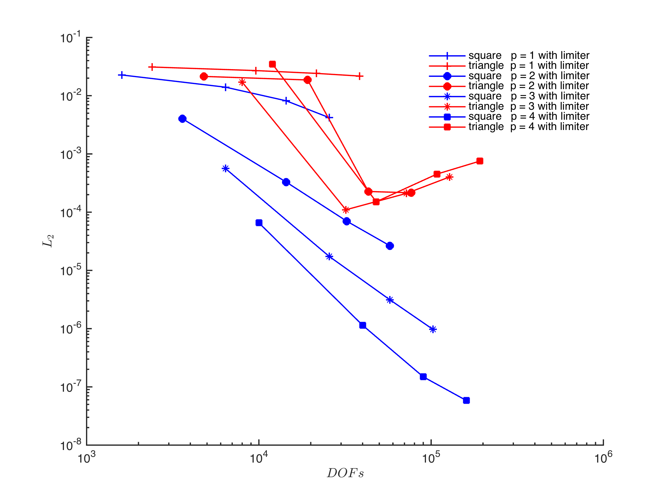 10^-1
10^-2
10^-3
10^-4
10^-5
10^-6
10^-7
10^-8
L_2
square p = 1 with limiter
triangle p = 1 with limiter
square p = 2 with limiter
triangle p = 2 with limiter
square p = 3 with limiter
triangle p = 3 with limiter
square p = 4 with limiter
triangle p = 4 with limiter
10^3 10^4 10^5 10^6
DOFs